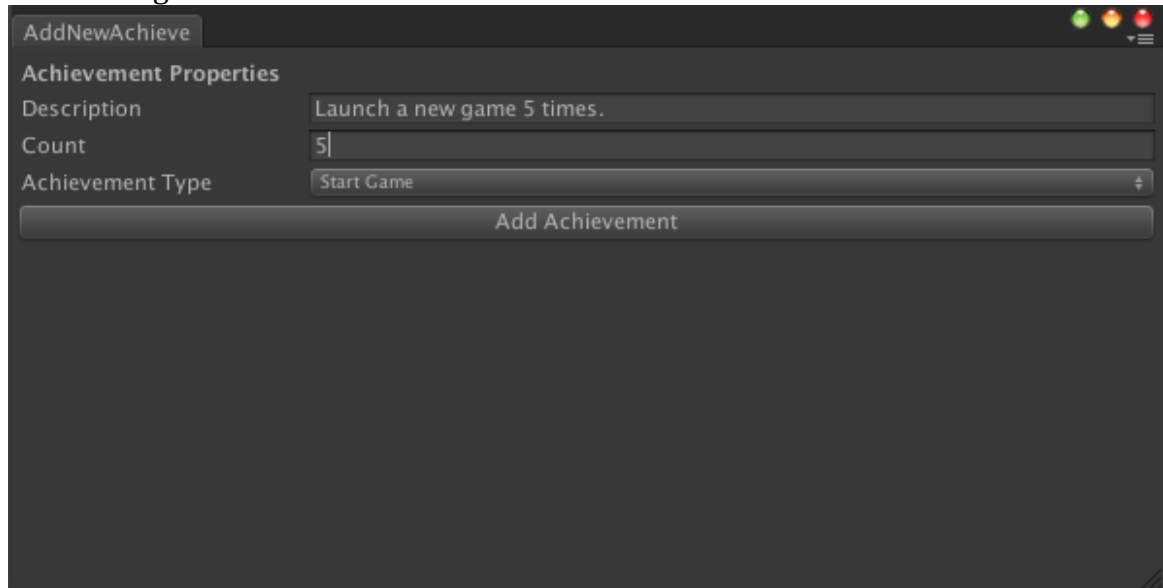 AddNewAchieve
Achievement Properties
Description Launch a new game 5 times.
Count 5
Achievement Type Start Game
Add Achievement